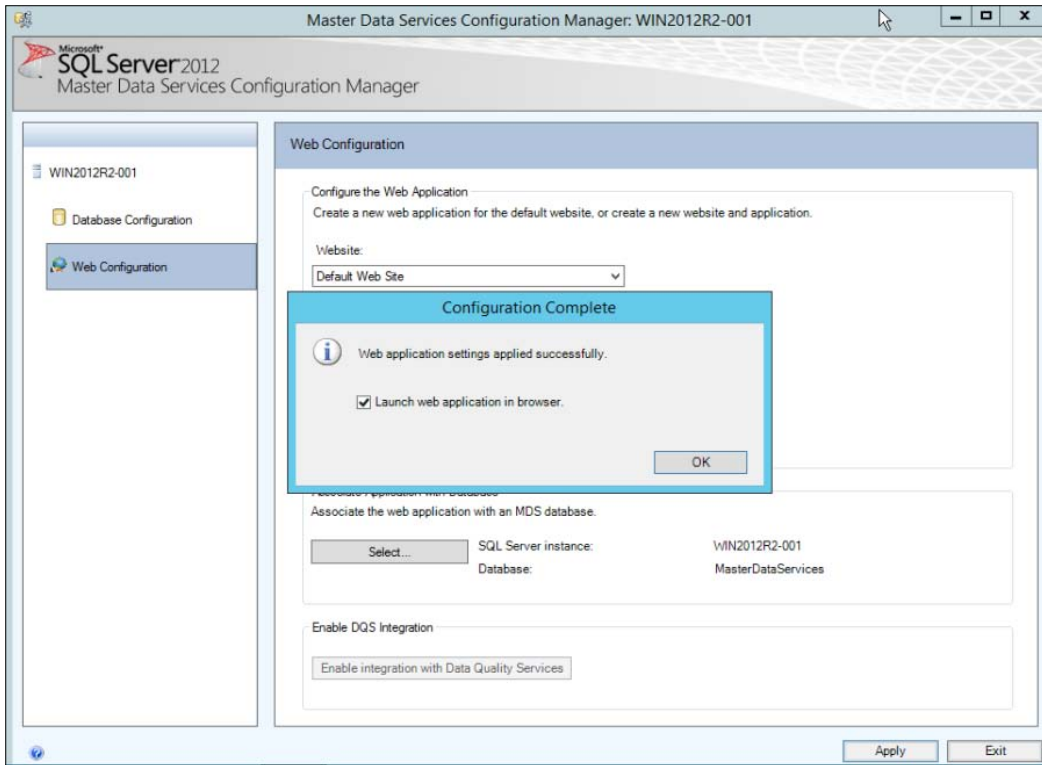 Master Data Services Configuration Manager: WIN2012R2-001
Microsoft®
SQL Server 2012
Master Data Services Configuration Manager
WIN2012R2-001
Database Configuration
Web Configuration
Web Configuration
Configure the Web Application
Create a new web application for the default website, or create a new website and application.
Website:
Default Web Site
Configuration Complete
Web application settings applied successfully.
Launch web application in browser.
OK
Associate Application with Database
Associate the web application with an MDS database.
Select...
SQL Server instance:
WIN2012R2-001
Database:
MasterDataServices
Enable DQS Integration
Enable integration with Data Quality Services
Apply
Exit